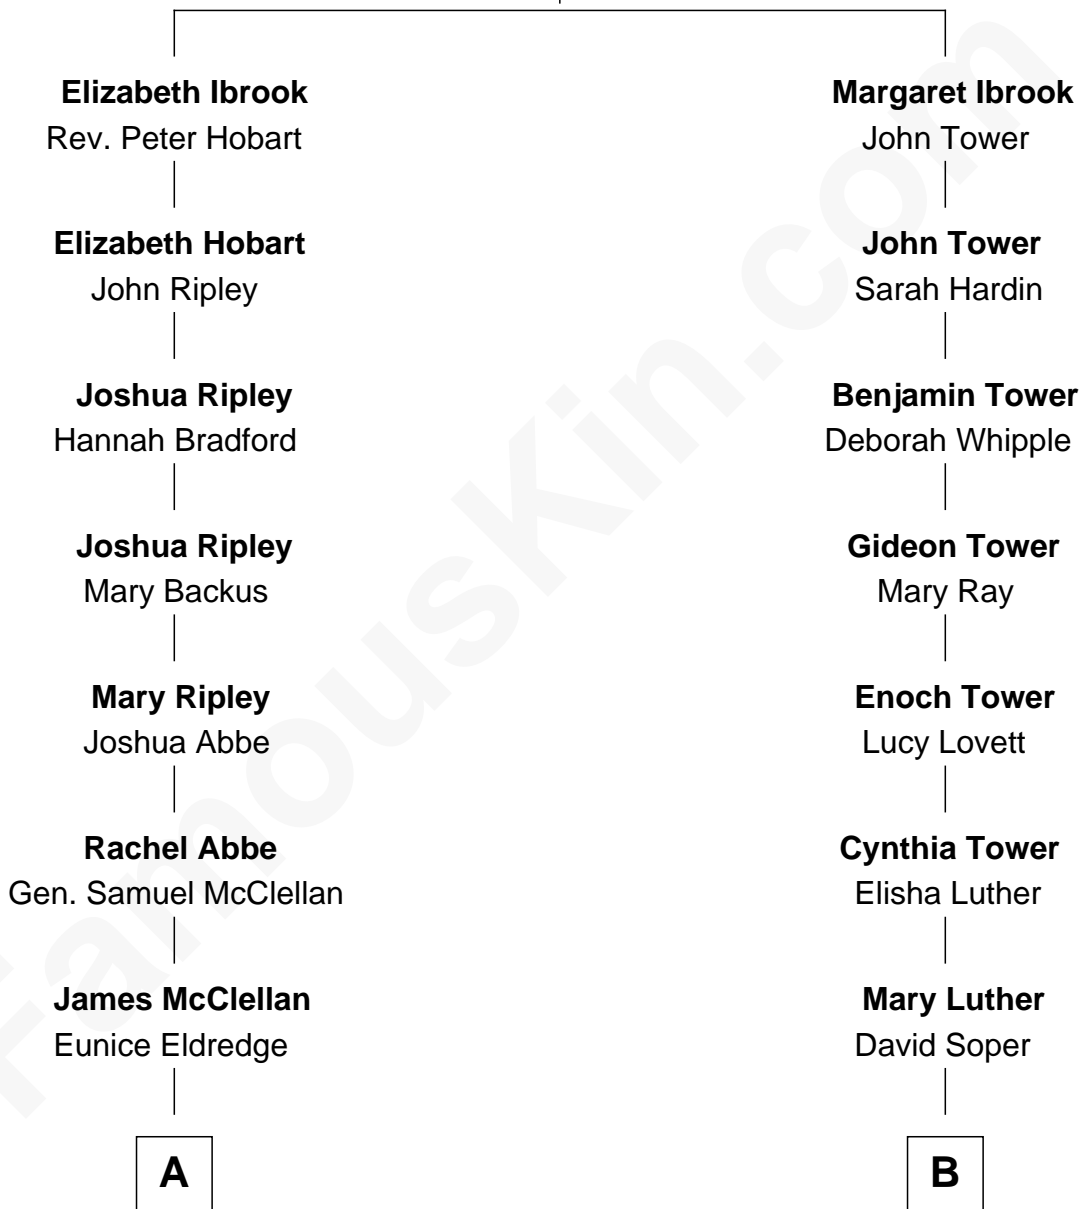 Elizabeth Ibrook
Rev. Peter Hobart
Elizabeth Hobart
John Ripley
Joshua Ripley
Hannah Bradford
Joshua Ripley
Mary Backus
Mary Ripley
Joshua Abbe
Rachel Abbe
Gen. Samuel McClellan
James McClellan
Eunice Eldredge
A
Margaret Ibrook
John Tower
John Tower
Sarah Hardin
Benjamin Tower
Deborah Whipple
Gideon Tower
Mary Ray
Enoch Tower
Lucy Lovett
Cynthia Tower
Elisha Luther
Mary Luther
David Soper
B
FamousKin.com